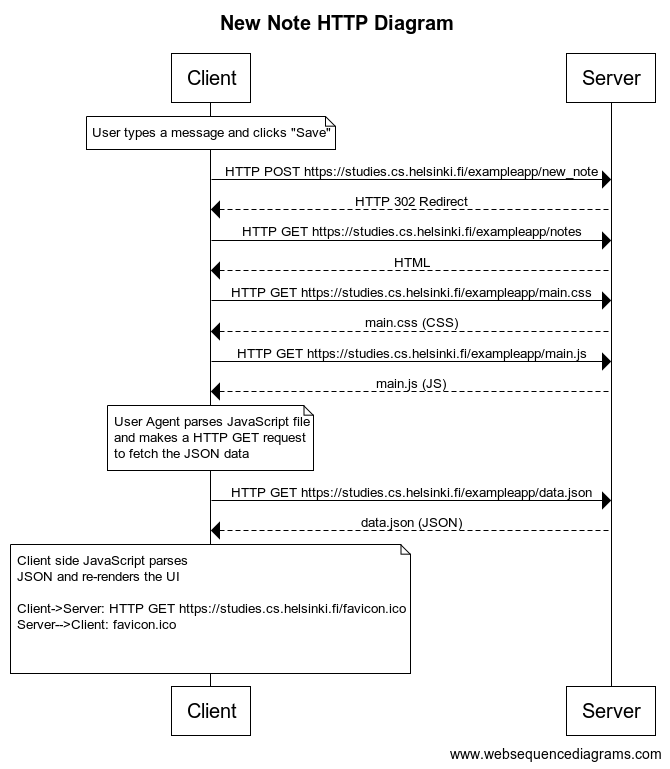 New Note HTTP Diagram
Client
Server
User types a message and clicks "Save"
HTTP POST https://studies.cs.helsinki.fi/exampleapp/new_note
HTTP 302 Redirect
HTTP GET https://studies.cs.helsinki.fi/exampleapp/notes
HTML
HTTP GET https://studies.cs.helsinki.fi/exampleapp/main.css
main.css (CSS)
HTTP GET https://studies.cs.helsinki.fi/exampleapp/main.js
main.js (JS)
User Agent parses JavaScript file
and makes a HTTP GET request
to fetch the JSON data
HTTP GET https://studies.cs.helsinki.fi/exampleapp/data.json
data.json (JSON)
Client side JavaScript parses
JSON and re-renders the UI
Client->Server: HTTP GET https://studies.cs.helsinki.fi/favicon.ico
Server-->Client: favicon.ico
Client
Server
www.websequencediagrams.com